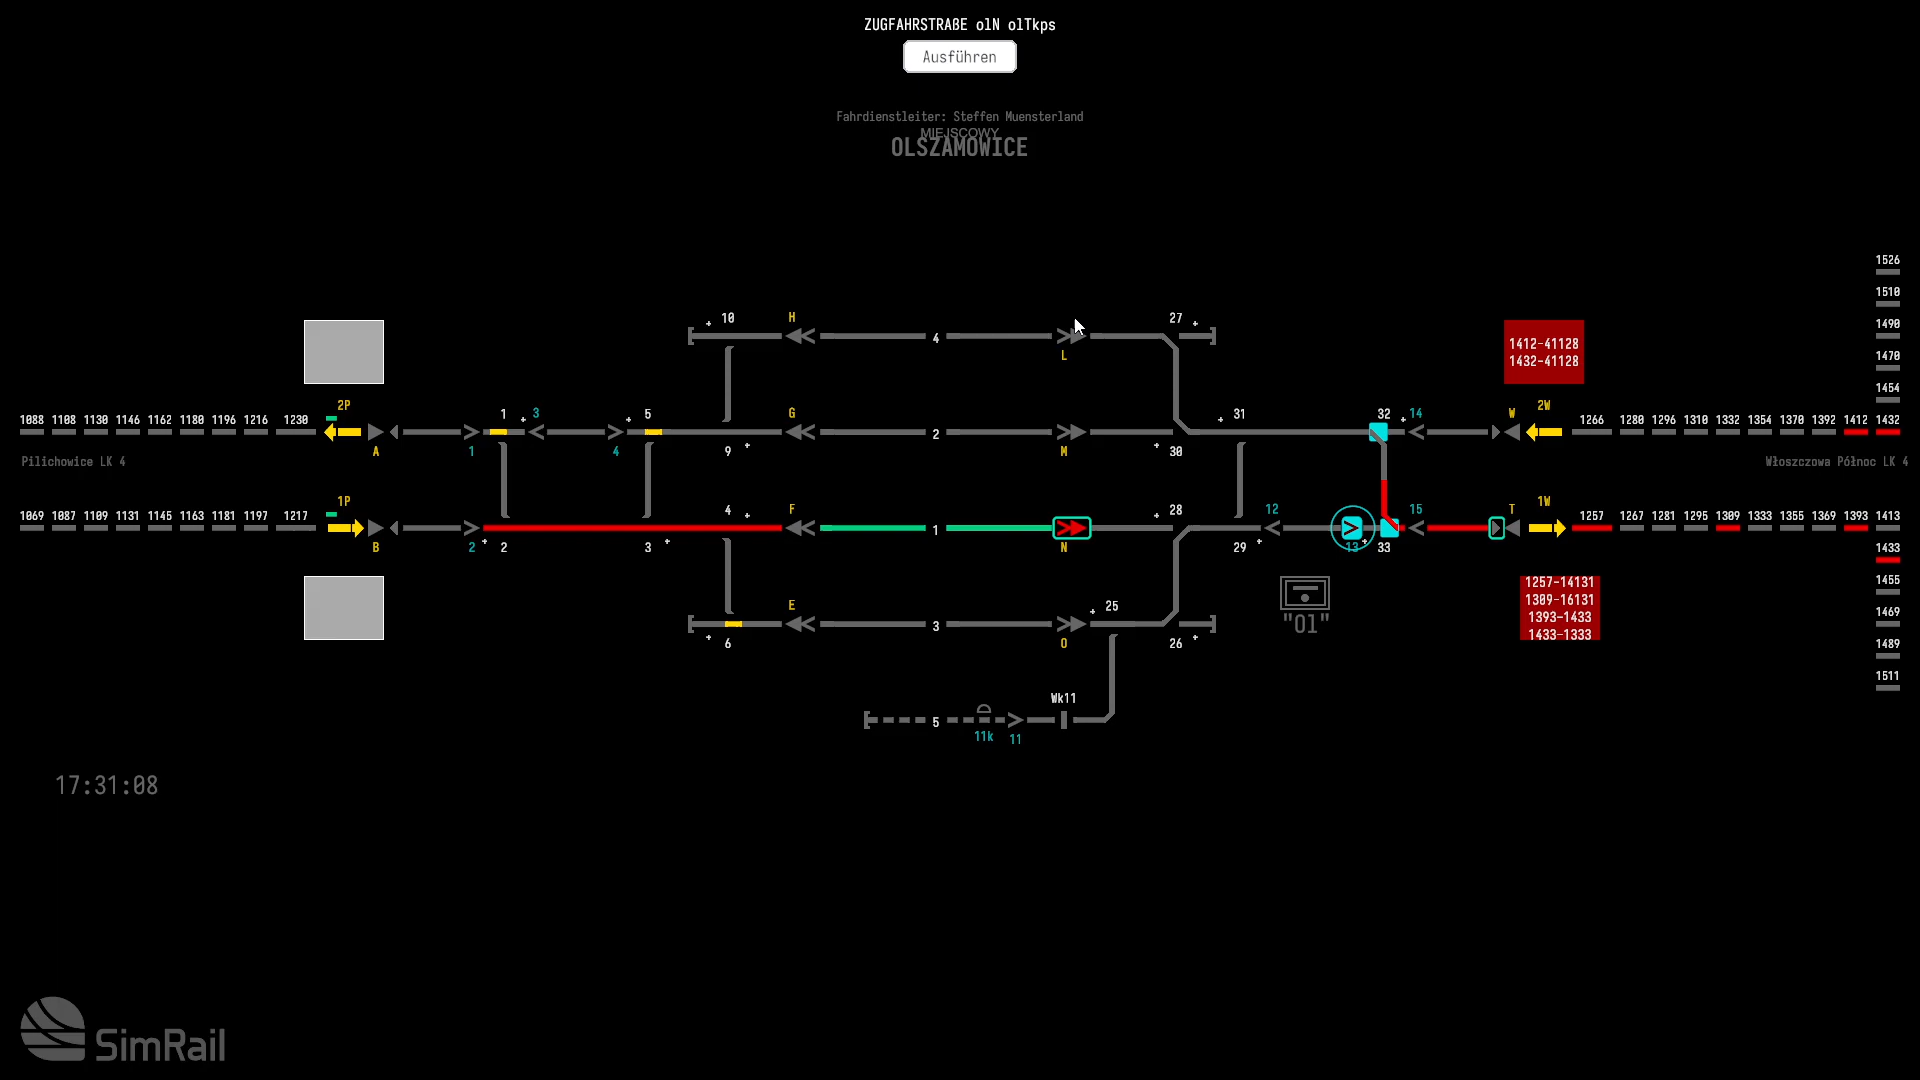 ZUGFAHRSTRAßE olN olTkps
Ausführen
Fahrdienstleiter: Steffen Muensterland
MIEJSCOWY
OLSZAMOWICE
1526
1510
1490
1470
1454
10 H 4 L 27
1412-41128
1432-41128
1088 1108 1130 1146 1162 1180 1196 1216 1230 2P A 1 1 3 4 5 9 G 2 M 30 31 32 14 W 2W 1266 1280 1296 1310 1332 1354 1370 1392 1412 1432
Pilichowice LK 4
Włoszczowa Północ LK 4
1069 1087 1109 1131 1145 1163 1181 1197 1217 1P B 2 2 3 4 F 1 N 28 29 12 13 33 15 T 1W 1257 1267 1281 1295 1309 1333 1355 1369 1393 1413
1433
1455
1469
1489
1511
1257-14131
1309-16131
1393-1433
1433-1333
"Ol"
6 E 3 O 25 26
Wk11
5 11k 11
17:31:08
SimRail